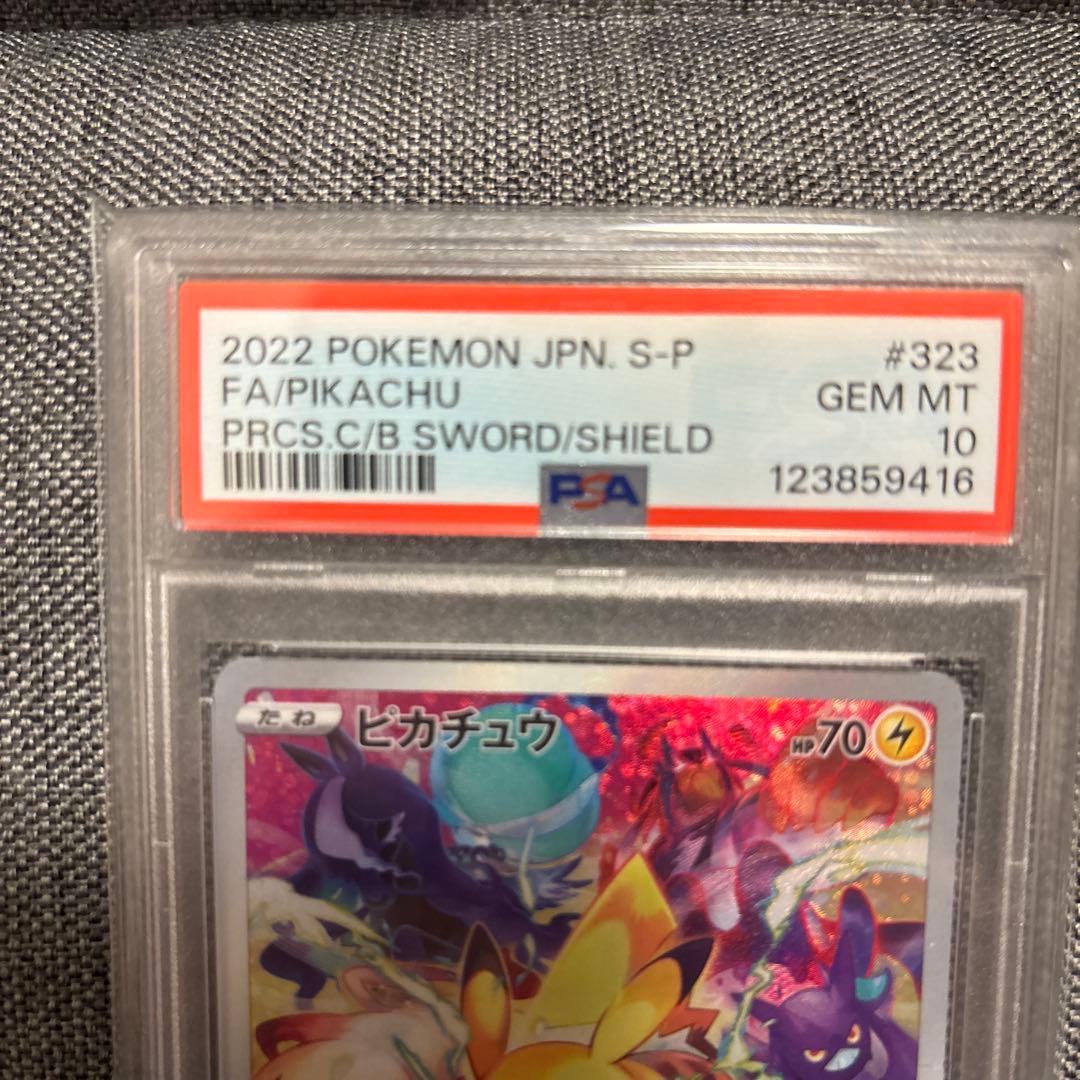 2022 POKEMON JPN. S-P #323
FA/PIKACHU GEM MT
PRCS.C/B SWORD/SHIELD 10
PSA 123859416
たね ピカチュウ HP70